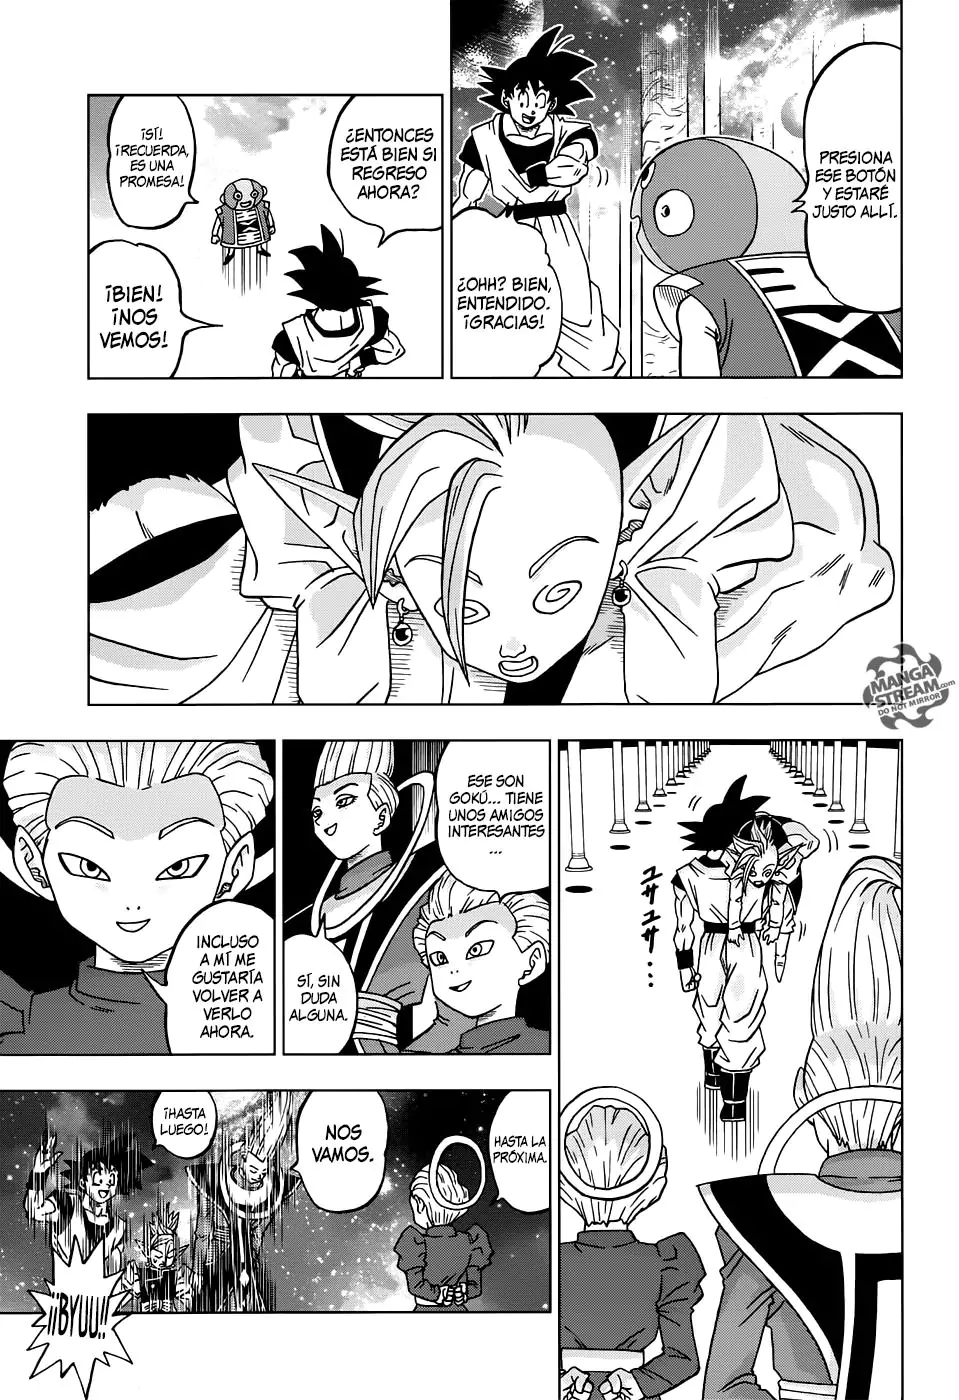 PRESIONA
ESE BOTÓN
Y ESTARÉ
JUSTO ALLÍ.
¿OHH? BIEN,
ENTENDIDO.
¡GRACIAS!
¿ENTONCES
ESTÁ BIEN SI
REGRESO
AHORA?
¡SÍ!
¡RECUERDA,
ES UNA
PROMESA!
¡BIEN!
¡NOS
VEMOS!
MANGA
STREAM.com
DO NOT MIRROR
ユサユサ...
ESE SON
GOKÚ... TIENE
UNOS AMIGOS
INTERESANTES
...
SÍ, SIN
DUDA
ALGUNA.
INCLUSO
A MÍ ME
GUSTARÍA
VOLVER A
VERLO
AHORA.
HASTA LA
PRÓXIMA.
NOS
VAMOS.
¡HASTA
LUEGO!
¡¡BYUU!!